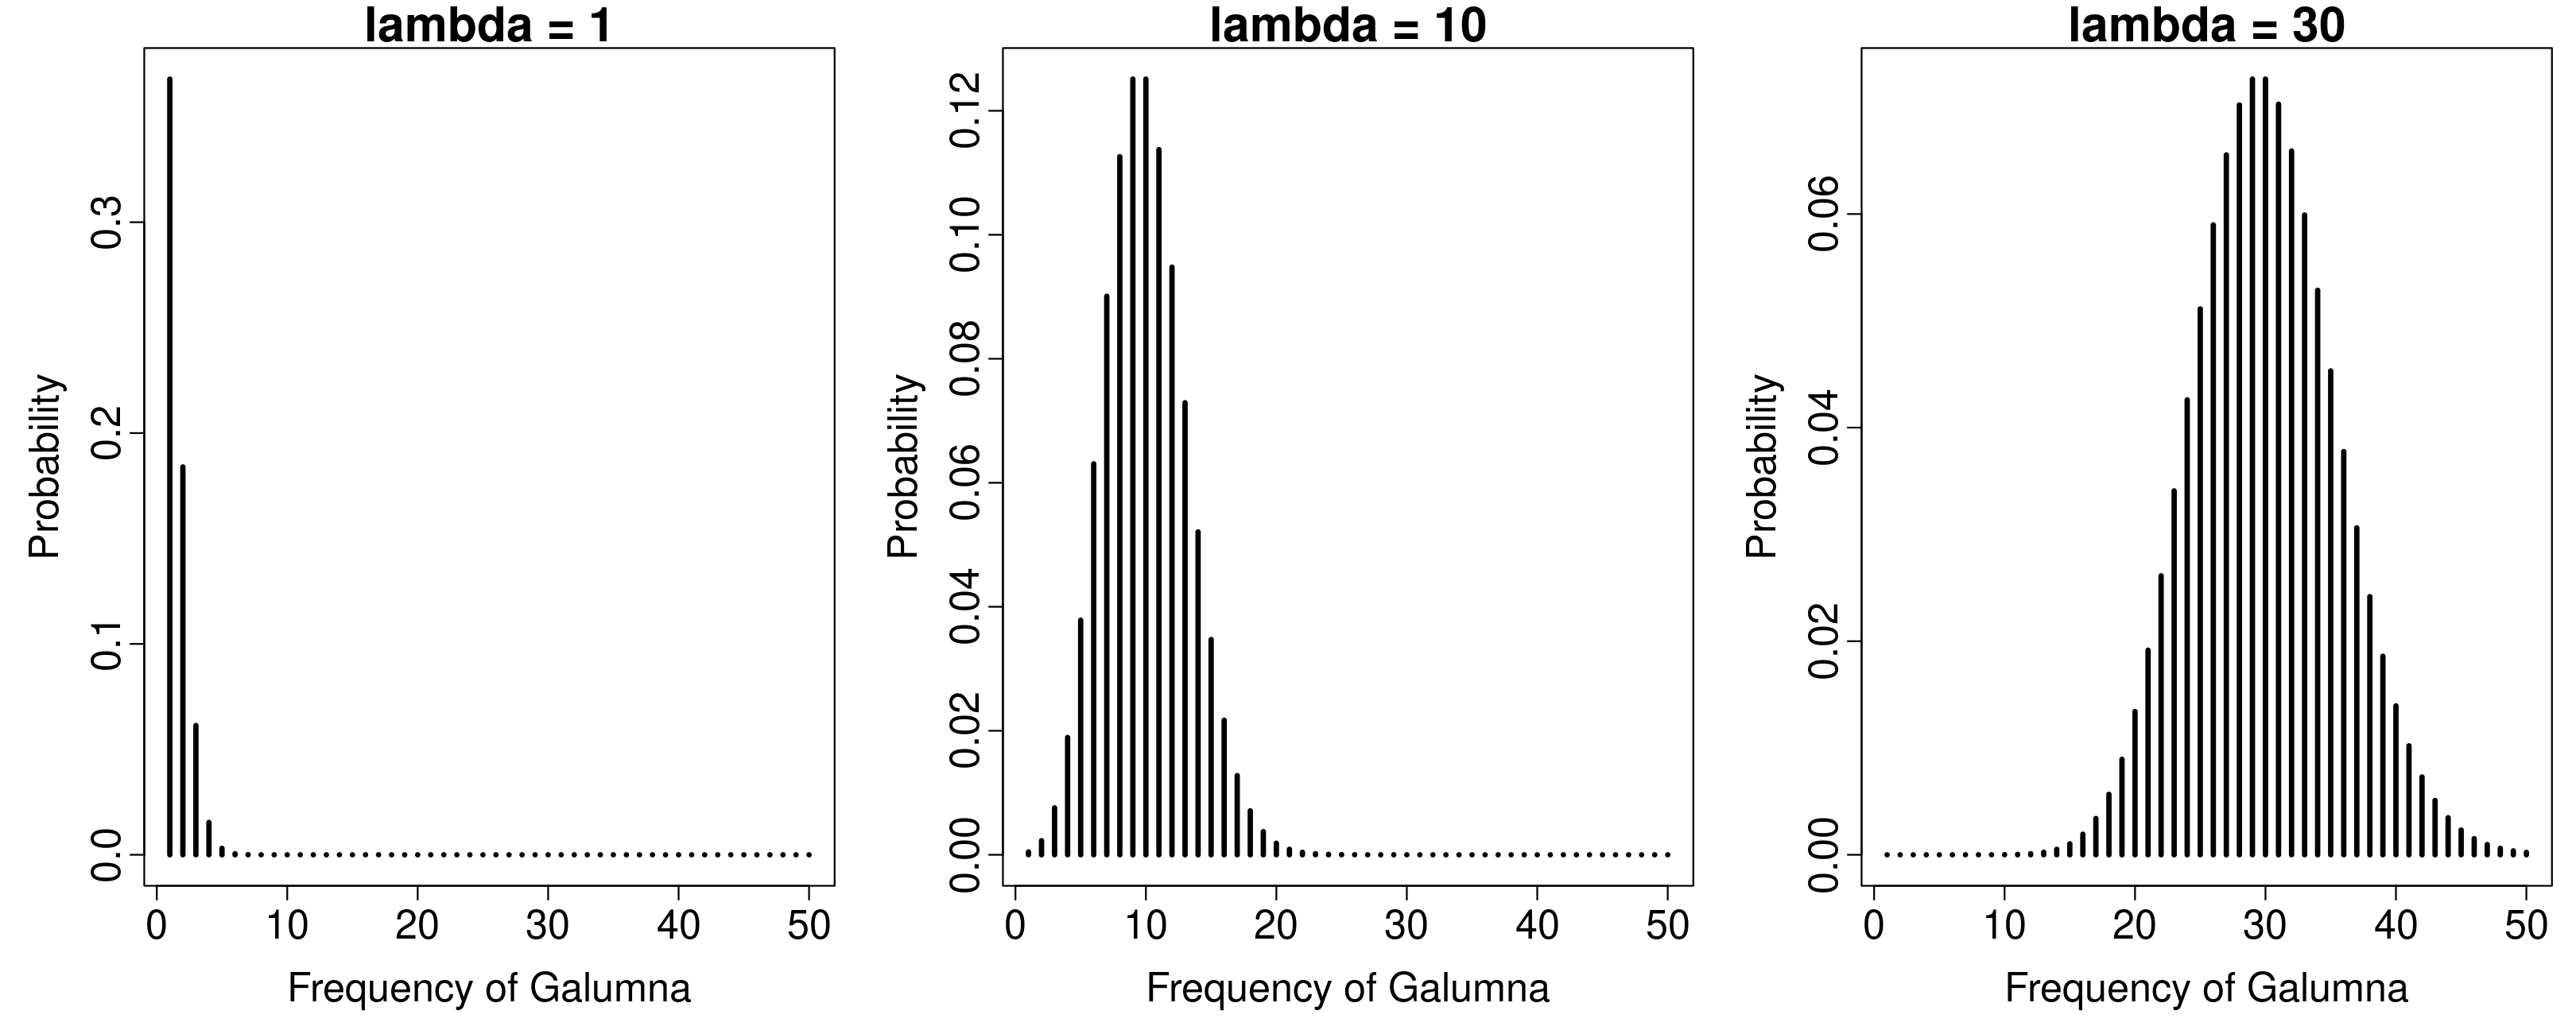 lambda = 1
Probability
0.0
0.1
0.2
0.3
0 10 20 30 40 50
Frequency of Galumna
lambda = 10
Probability
0.00
0.02
0.04
0.06
0.08
0.10
0.12
0 10 20 30 40 50
Frequency of Galumna
lambda = 30
Probability
0.00
0.02
0.04
0.06
0 10 20 30 40 50
Frequency of Galumna